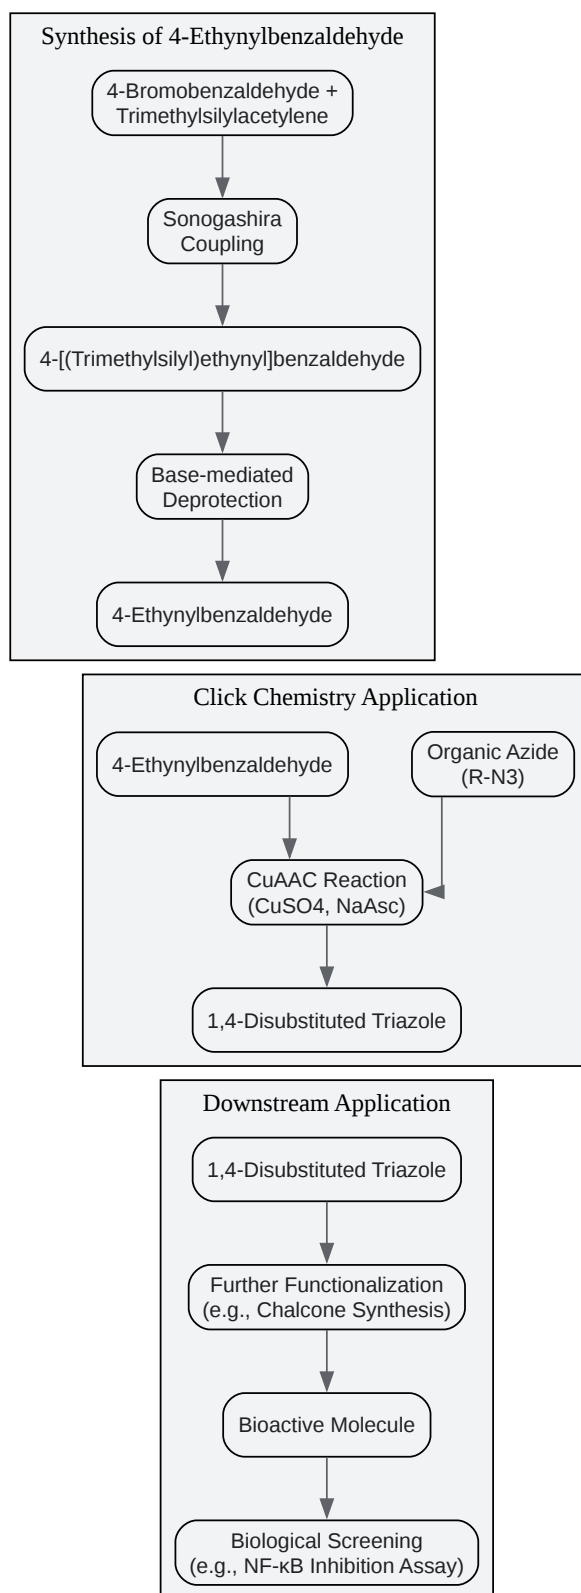 Synthesis of 4-Ethynylbenzaldehyde
4-Bromobenzaldehyde +
Trimethylsilylacetylene
Sonogashira
Coupling
4-[(Trimethylsilyl)ethynyl]benzaldehyde
Base-mediated
Deprotection
4-Ethynylbenzaldehyde
Click Chemistry Application
4-Ethynylbenzaldehyde
Organic Azide
(R-N3)
CuAAC Reaction
(CuSO4, NaAsc)
1,4-Disubstituted Triazole
Downstream Application
1,4-Disubstituted Triazole
Further Functionalization
(e.g., Chalcone Synthesis)
Bioactive Molecule
Biological Screening
(e.g., NF-κB Inhibition Assay)